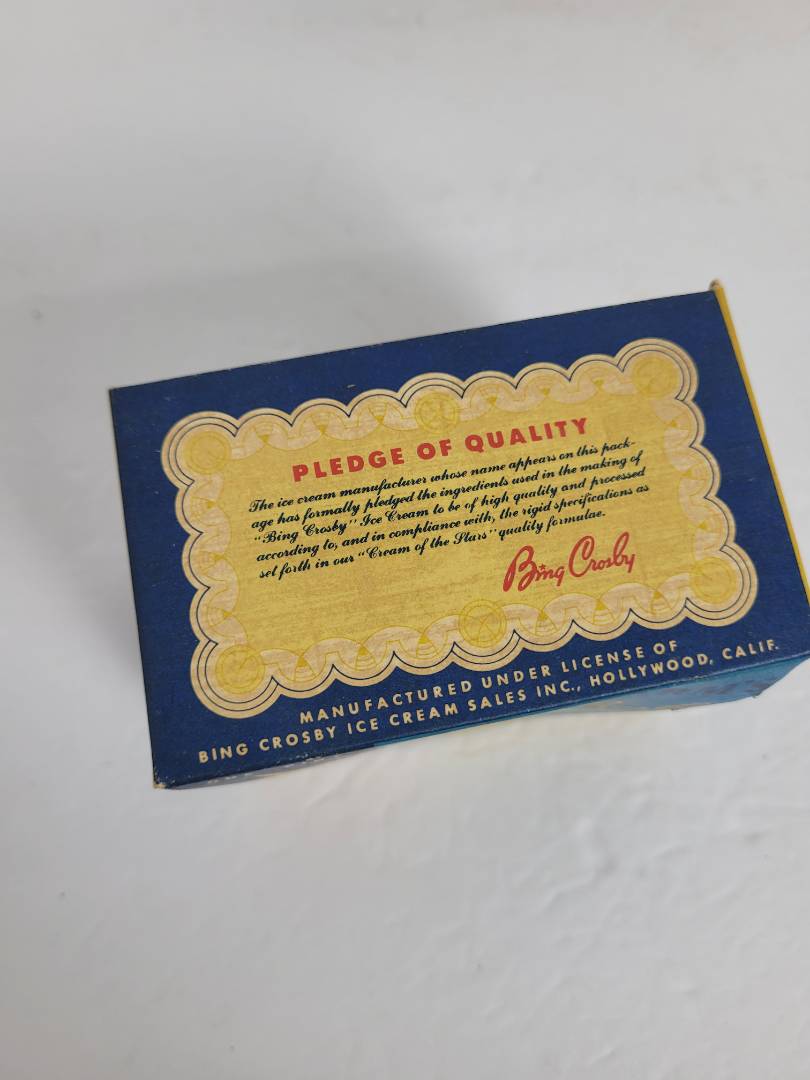 PLEDGE OF QUALITY
The ice cream manufacturer whose name appears on this pack-
age has formally pledged the ingredients used in the making of
"Bing Crosby" Ice Cream to be of high quality and processed
according to, and in compliance with, the rigid specifications as
set forth in our "Cream of the Stars" quality formulae.
Bing Crosby
MANUFACTURED UNDER LICENSE OF
BING CROSBY ICE CREAM SALES INC., HOLLYWOOD, CALIF.